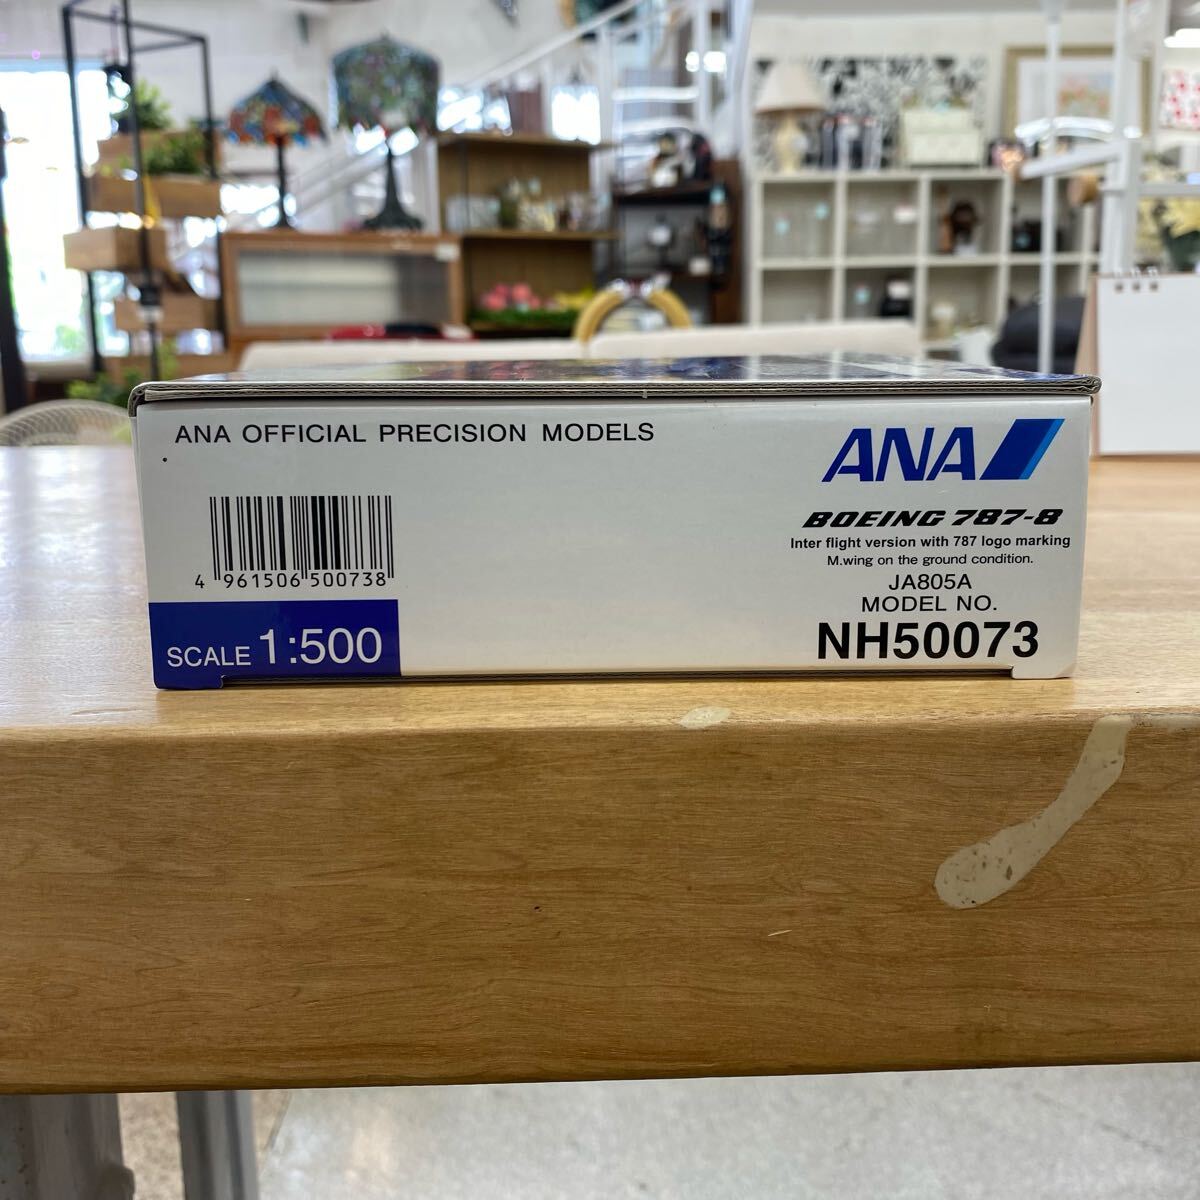 ANA OFFICIAL PRECISION MODELS
4 961506 500738
SCALE 1:500
ANA
BOEING 787-8
Inter flight version with 787 logo marking
M.wing on the ground condition.
JA805A
MODEL NO.
NH50073